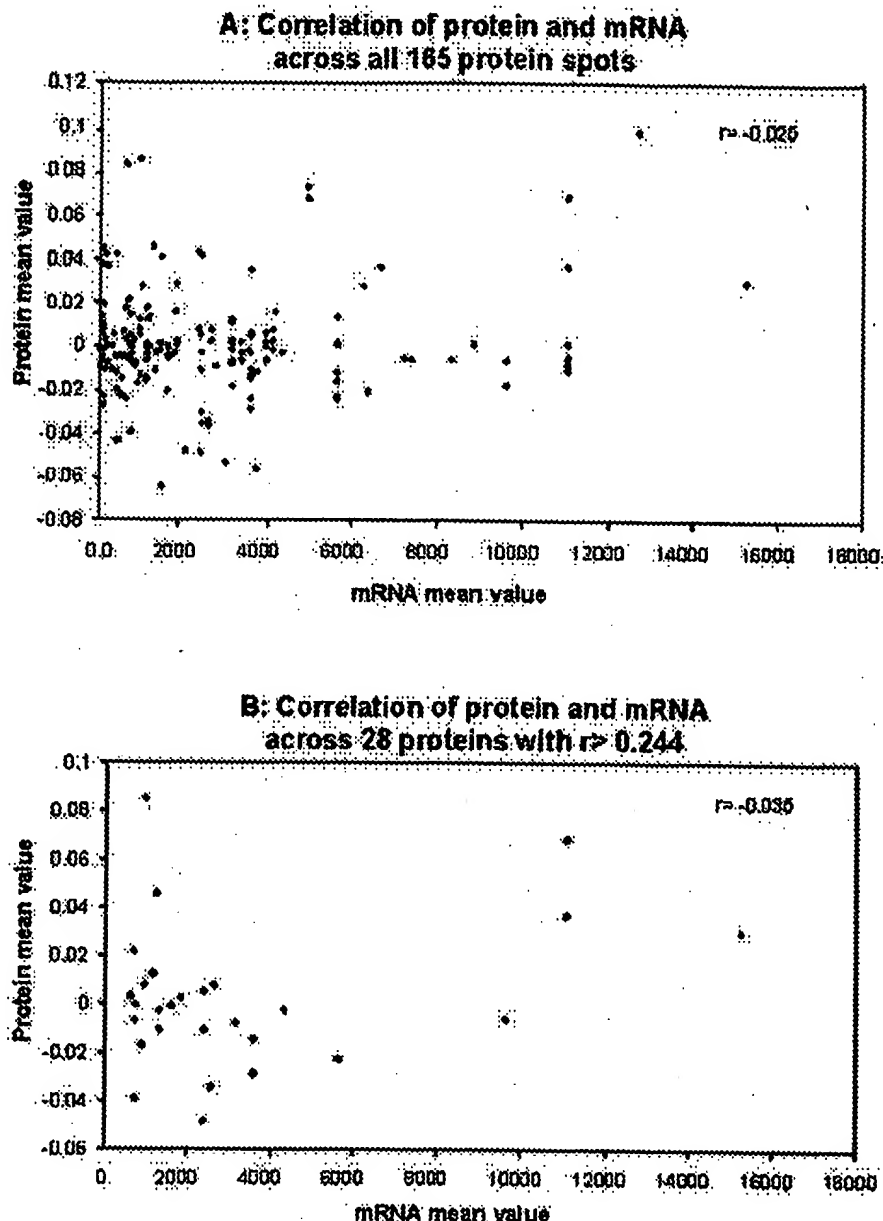 A: Correlation of protein and mRNA
across all 165 protein spots
0.12
0.1
0.08
0.06
0.04
0.02
0
-0.02
-0.04
-0.06
-0.08
Protein mean value
r= -0.025
0.0 2000 4000 6000 8000 10000 12000 14000 16000 18000
mRNA mean value
B: Correlation of protein and mRNA
across 28 proteins with r> 0.244
0.1
0.08
0.06
0.04
0.02
0
-0.02
-0.04
-0.06
Protein mean value
r= -0.035
0 2000 4000 6000 8000 10000 12000 14000 16000 18000
mRNA mean value